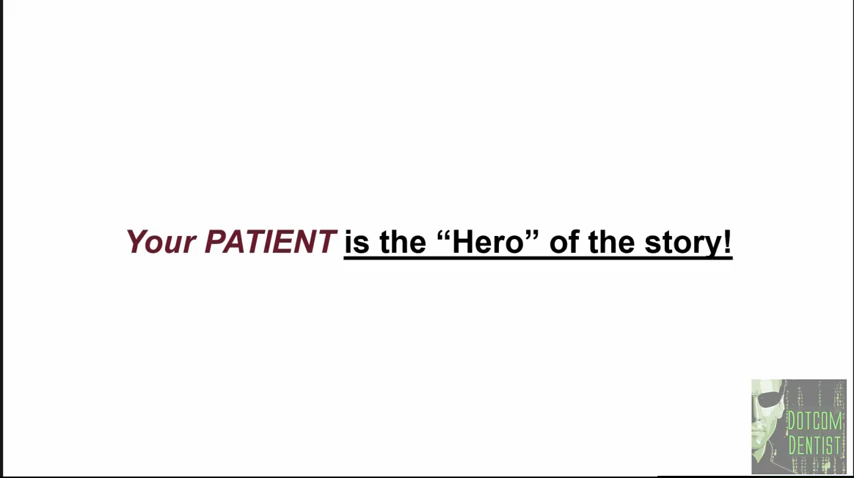 Your PATIENT is the “Hero” of the story!
DOTCOM
DENTIST